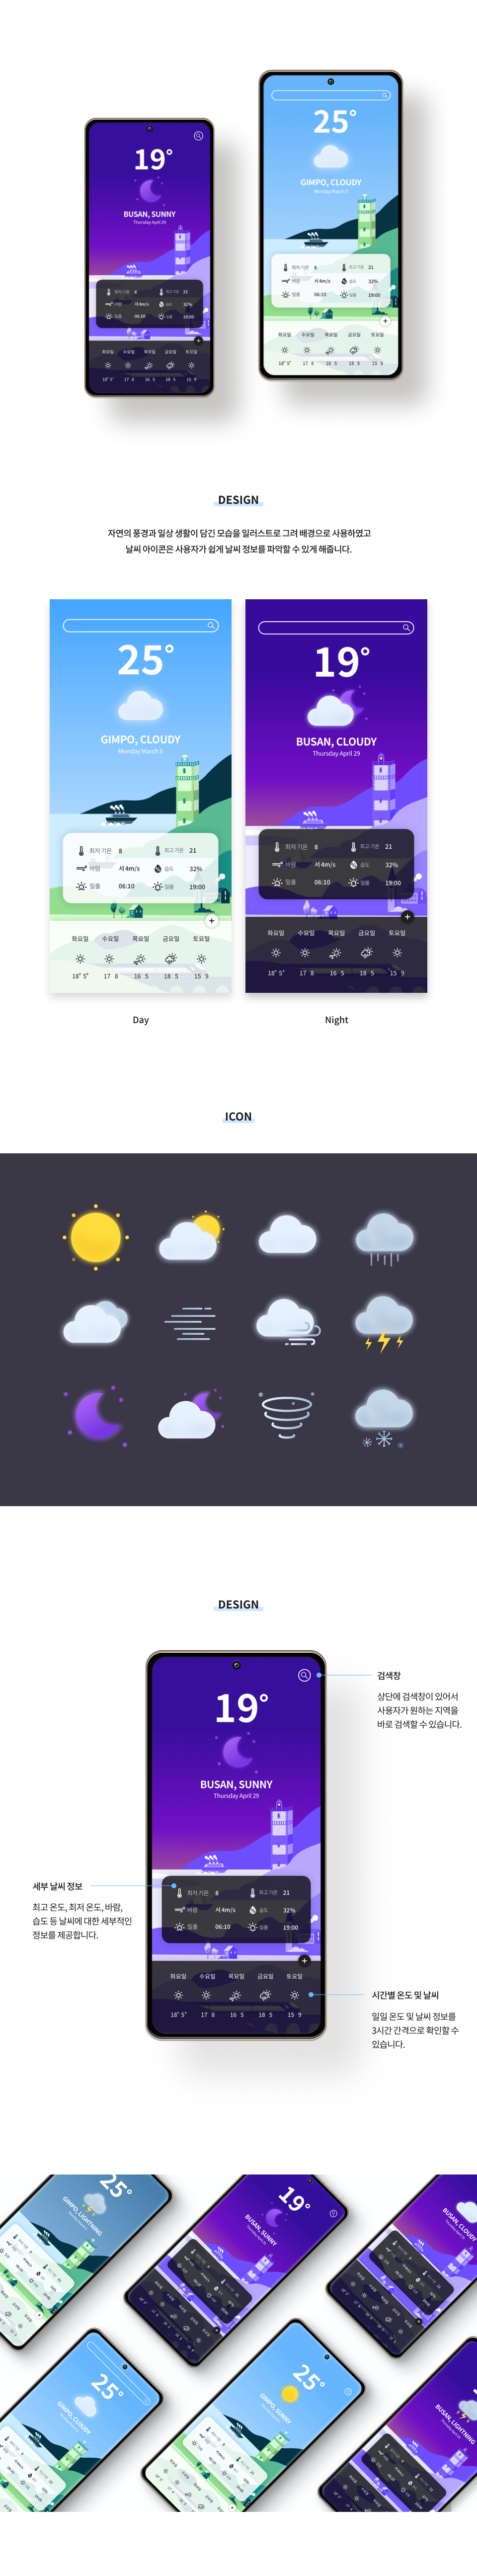 19°
BUSAN, SUNNY
Thursday April 29
최저 기온 8 최고 기온 21
바람 서 4m/s 습도 32%
일출 06:10 일몰 19:00
화요일 수요일 목요일 금요일 토요일
18° 5° 17 8 16 5 18 5 15 9
25°
GIMPO, CLOUDY
Monday March 5
최저 기온 8 최고 기온 21
바람 서 4m/s 습도 32%
일출 06:10 일몰 19:00
화요일 수요일 목요일 금요일 토요일
18° 5° 17 8 16 5 18 5 15 9
DESIGN
자연의 풍경과 일상 생활이 담긴 모습을 일러스트로 그려 배경으로 사용하였고
날씨 아이콘은 사용자가 쉽게 날씨 정보를 파악할 수 있게 해줍니다.
25°
GIMPO, CLOUDY
Monday March 5
최저 기온 8 최고 기온 21
바람 서 4m/s 습도 32%
일출 06:10 일몰 19:00
화요일 수요일 목요일 금요일 토요일
18° 5° 17 8 16 5 18 5 15 9
Day
19°
BUSAN, CLOUDY
Thursday April 29
최저 기온 8 최고 기온 21
바람 서 4m/s 습도 32%
일출 06:10 일몰 19:00
화요일 수요일 목요일 금요일 토요일
18° 5° 17 8 16 5 18 5 15 9
Night
ICON
DESIGN
19°
BUSAN, SUNNY
Thursday April 29
최저 기온 8 최고 기온 21
바람 서 4m/s 습도 32%
일출 06:10 일몰 19:00
화요일 수요일 목요일 금요일 토요일
18° 5° 17 8 16 5 18 5 15 9
검색창
상단에 검색창이 있어서
사용자가 원하는 지역을
바로 검색할 수 있습니다.
세부 날씨 정보
최고 온도, 최저 온도, 바람,
습도 등 날씨에 대한 세부적인
정보를 제공합니다.
시간별 온도 및 날씨
일일 온도 및 날씨 정보를
3시간 간격으로 확인할 수
있습니다.
25°
GIMPO, LIGHTNING
19°
BUSAN, SUNNY
BUSAN, CLOUDY
25°
GIMPO, CLOUDY
25°
GIMPO, SUNNY
BUSAN, LIGHTNING